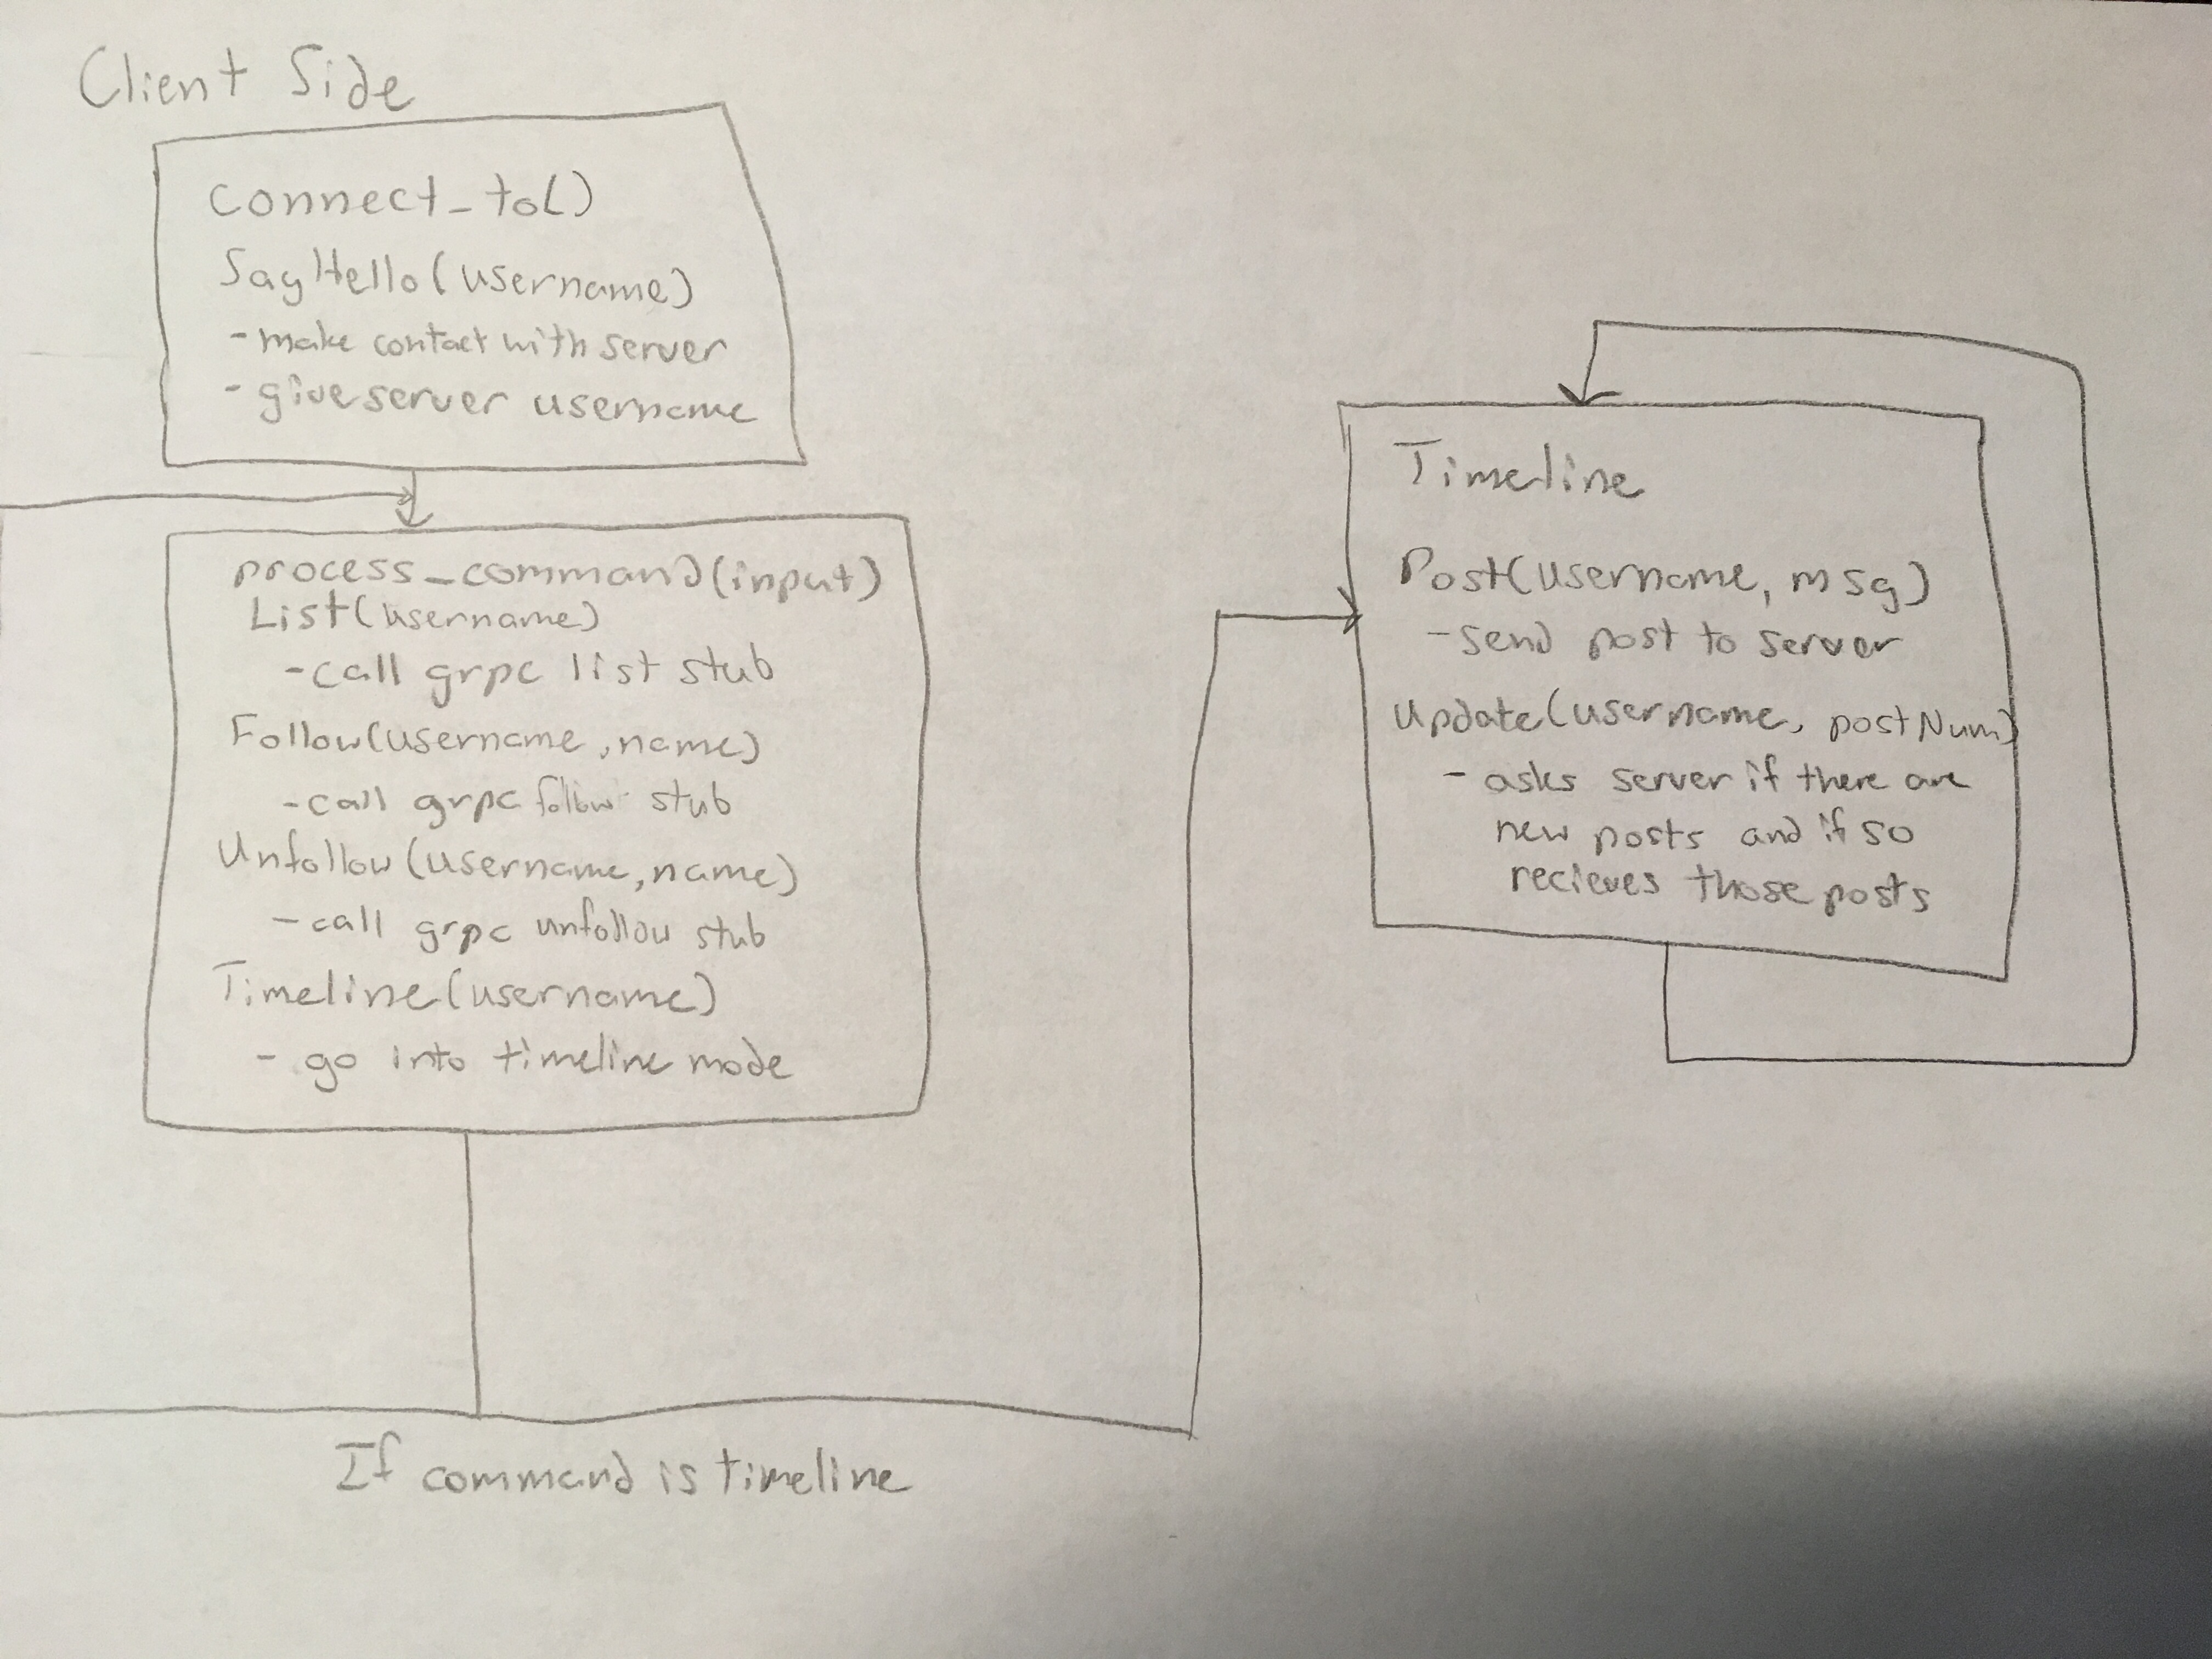 Client Side
connect_to()
SayHello(username)
- make contact with server
- give server username
process_command(input)
List(username)
- call grpc list stub
Follow(username, name)
- call grpc follow stub
Unfollow(username, name)
- call grpc unfollow stub
Timeline(username)
- go into timeline mode
If command is timeline
Timeline
Post(username, msg)
- send post to server
Update(username, postNum)
- asks server if there are
new posts and if so
recieves those posts